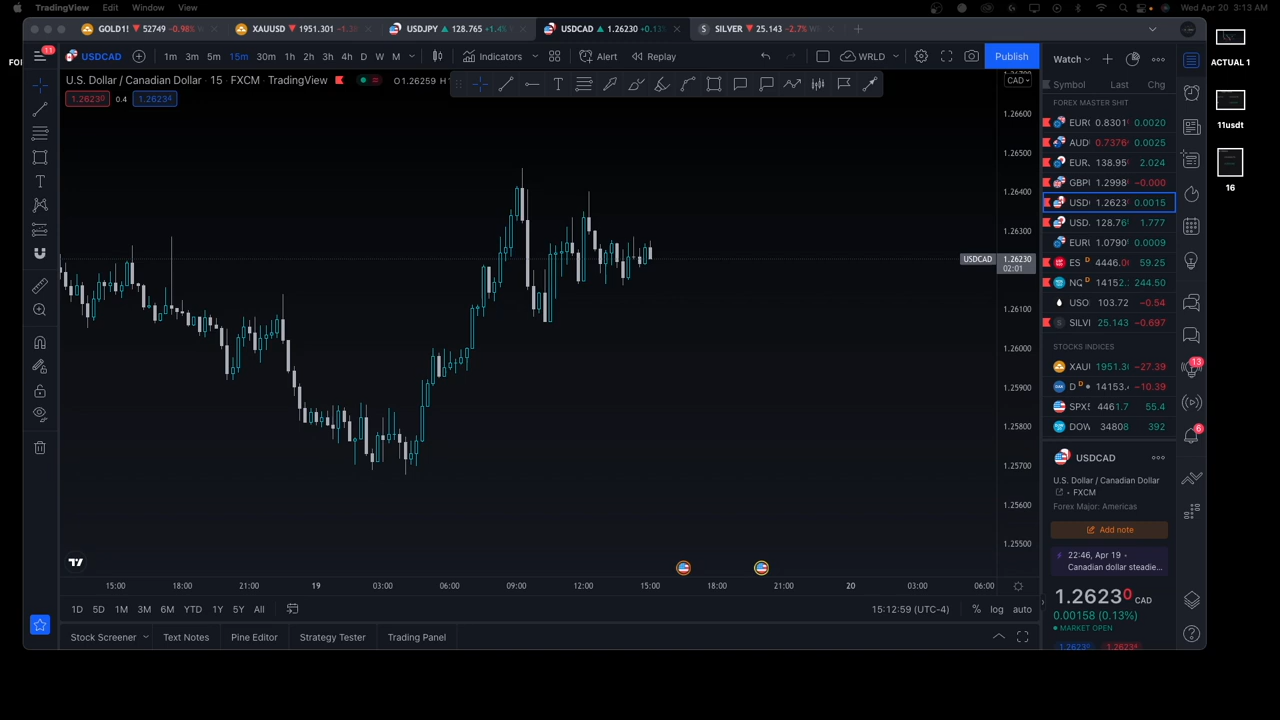 TradingView Edit Window View Wed Apr 20 3:13 AM
GOLD1! 52749 −0.98% XAUUSD 1951.301 USDJPY 128.765 USDCAD 1.26230 SILVER 25.143 −2.7%
11 USDCAD 1m 3m 5m 15m 30m 1h 2h 3h 4h D W M Indicators Alert Replay WRLD Publish Watch
U.S. Dollar / Canadian Dollar · 15 · FXCM · TradingView O1.26259
1.26230 0.4 1.26234
CAD
1.26600
1.26500
1.26400
1.26300
USDCAD 1.26230
02:01
1.26100
1.26000
1.25900
1.25800
1.25700
1.25600
1.25500
15:00 18:00 21:00 19 03:00 06:00 09:00 12:00 15:00 18:00 21:00 20 03:00 06:00
1D 5D 1M 3M 6M YTD 1Y 5Y All 15:12:59 (UTC-4) % log auto
Stock Screener Text Notes Pine Editor Strategy Tester Trading Panel
Symbol Last Chg
FOREX MASTER SHIT
0.8301 0.0020
AUD 0.7376 0.0025
EUR. 138.95 2.024
1.2998 −0.000
1.2623 0.0015
USD. 128.76 1.777
1.0790 0.0009
ES D 4446.0 59.25
D 14152. 244.50
USO 103.72 −0.54
25.143 −0.697
STOCKS INDICES
XAU 1951.3 −27.39
D D 14153. −10.39
4461.7 55.4
34808 392
USDCAD
U.S. Dollar / Canadian Dollar
FXCM
Forex Major: Americas
Add note
22:46, Apr 19 •
Canadian dollar steadie...
1.26230 CAD
0.00158 (0.13%)
MARKET OPEN
13
6
ACTUAL 1
11usdt
16